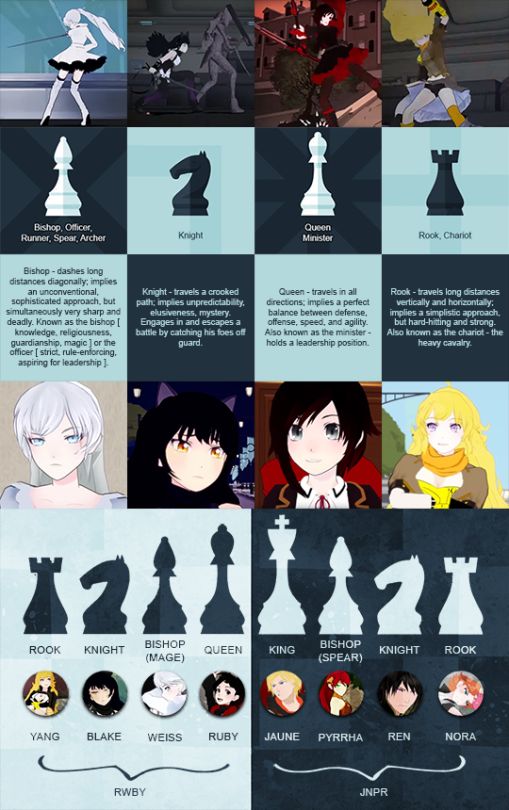 Bishop, Officer,
Runner, Spear, Archer
Knight
Queen
Minister
Rook, Chariot
Bishop - dashes long
distances diagonally; implies
an unconventional,
sophisticated approach, but
simultaneously very sharp and
deadly. Known as the bishop [
knowledge, religiousness,
guardianship, magic ] or the
officer [ strict, rule-enforcing,
aspiring for leadership ].
Knight - travels a crooked
path; implies unpredictability,
elusiveness, mystery.
Engages in and escapes a
battle by catching his foes off
guard.
Queen - travels in all
directions; implies a perfect
balance between defense,
offense, speed, and agility.
Also known as the minister -
holds a leadership position.
Rook - travels long distances
vertically and horizontally;
implies a simplistic approach,
but hard-hitting and strong.
Also known as the chariot - the
heavy cavalry.
ROOK KNIGHT BISHOP (MAGE) QUEEN KING BISHOP (SPEAR) KNIGHT ROOK
YANG BLAKE WEISS RUBY JAUNE PYRRHA REN NORA
RWBY JNPR